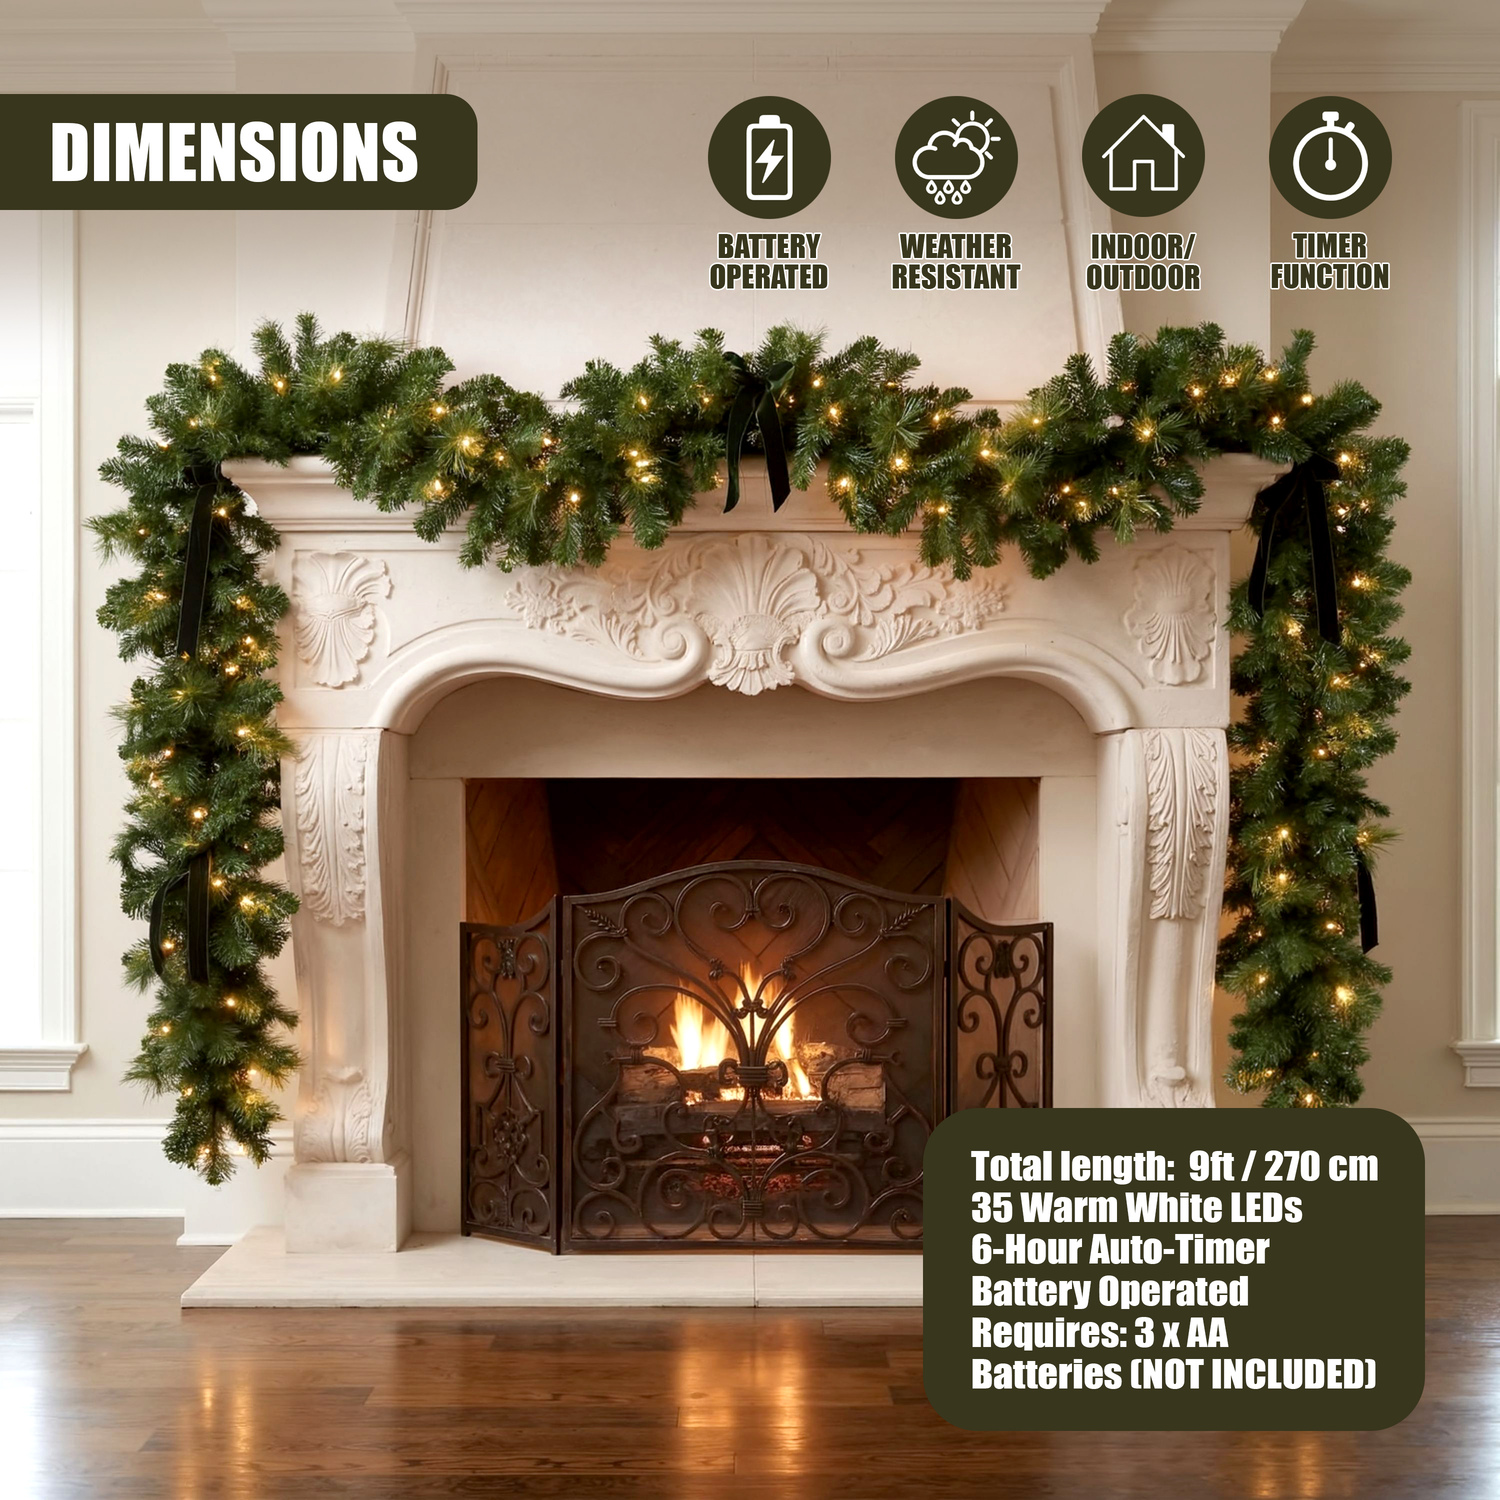 DIMENSIONS
BATTERY
OPERATED
WEATHER
RESISTANT
INDOOR/
OUTDOOR
TIMER
FUNCTION
Total length:  9ft / 270 cm
35 Warm White LEDs
6-Hour Auto-Timer
Battery Operated
Requires: 3 x AA
Batteries (NOT INCLUDED)